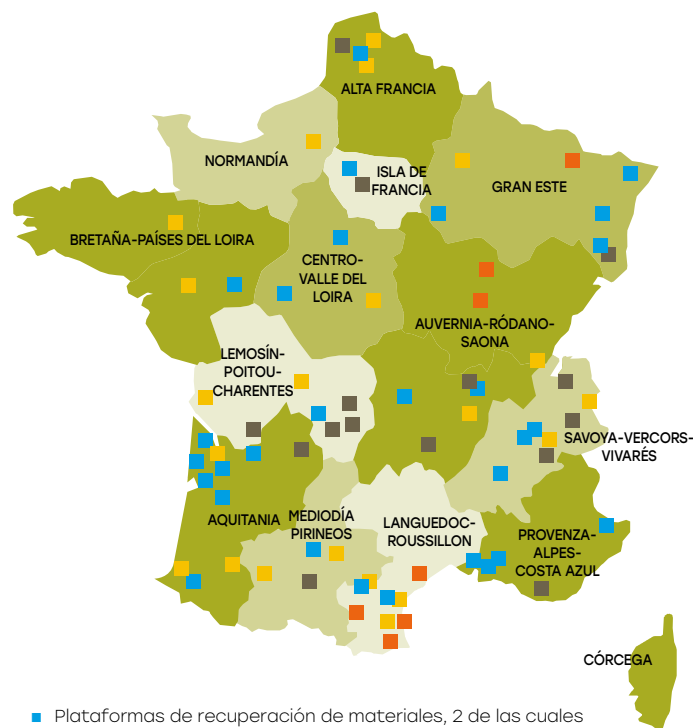 ALTA FRANCIA
NORMANDÍA
ISLA DE
FRANCIA
GRAN ESTE
BRETAÑA-PAÍSES DEL LOIRA
CENTRO-
VALLE DEL
LOIRA
AUVERNIA-RÓDANO-
SAONA
LEMOSÍN-
POITOU-
CHARENTES
SAVOYA-VERCORS-
VIVARÉS
AQUITANIA
MEDIODÍA
PIRINEOS
LANGUEDOC-
ROUSSILLON
PROVENZA-
ALPES-
COSTA AZUL
CÓRCEGA
Plataformas de recuperación de materiales, 2 de las cuales